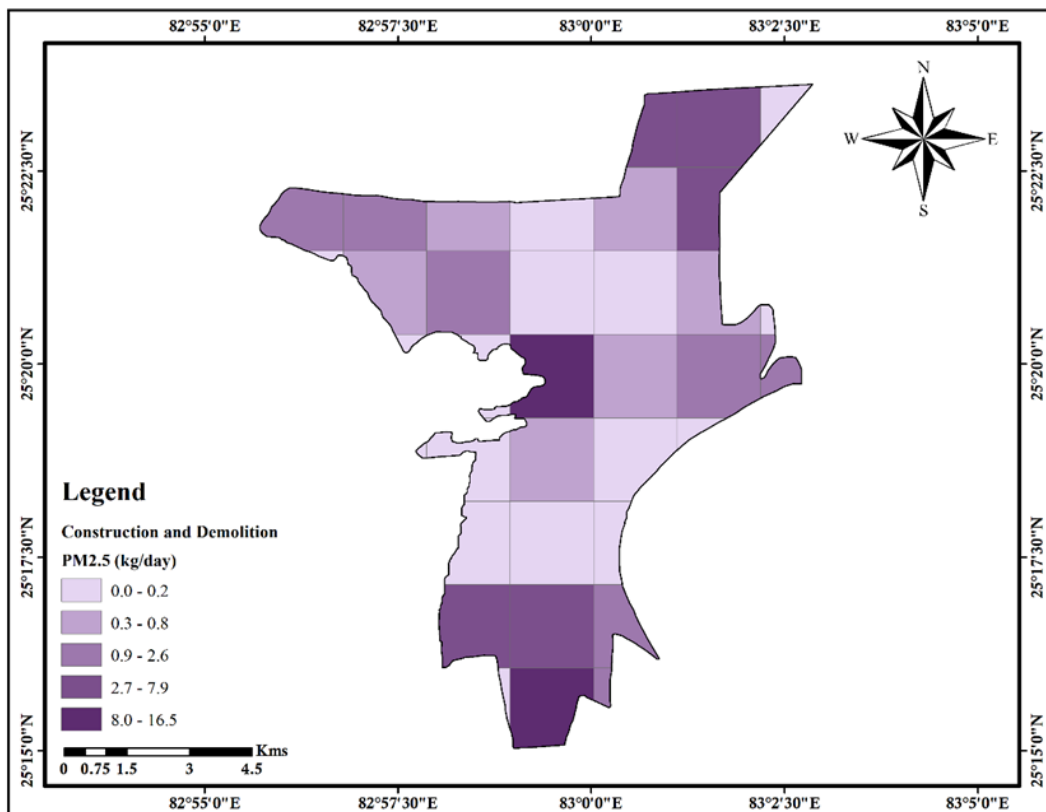 82°55'0"E 82°57'30"E 83°0'0"E 83°2'30"E 83°5'0"E
N
W E
S
25°22'30"N 25°22'30"N
25°20'0"N 25°20'0"N
25°17'30"N 25°17'30"N
25°15'0"N 25°15'0"N
Legend
Construction and Demolition
PM2.5 (kg/day)
0.0 - 0.2
0.3 - 0.8
0.9 - 2.6
2.7 - 7.9
8.0 - 16.5
Kms
0 0.75 1.5 3 4.5
82°55'0"E 82°57'30"E 83°0'0"E 83°2'30"E 83°5'0"E